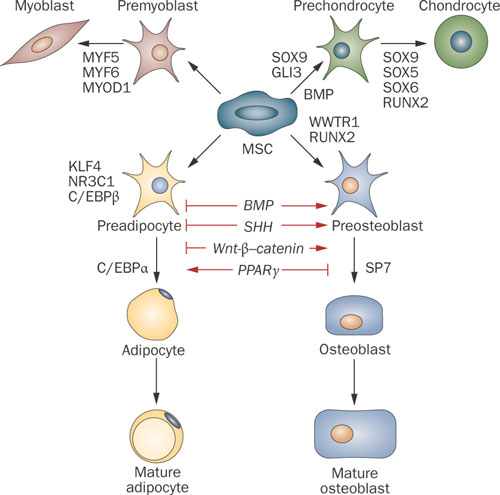 Myoblast
Premyoblast
Prechondrocyte
Chondrocyte
MYF5
MYF6
MYOD1
SOX9
GLI3
SOX9
SOX5
SOX6
RUNX2
BMP
MSC
WWTR1
RUNX2
KLF4
NR3C1
C/EBPβ
Preadipocyte
BMP
SHH
Wnt-β–catenin
PPARγ
Preosteoblast
C/EBPα
SP7
Adipocyte
Osteoblast
Mature
adipocyte
Mature
osteoblast